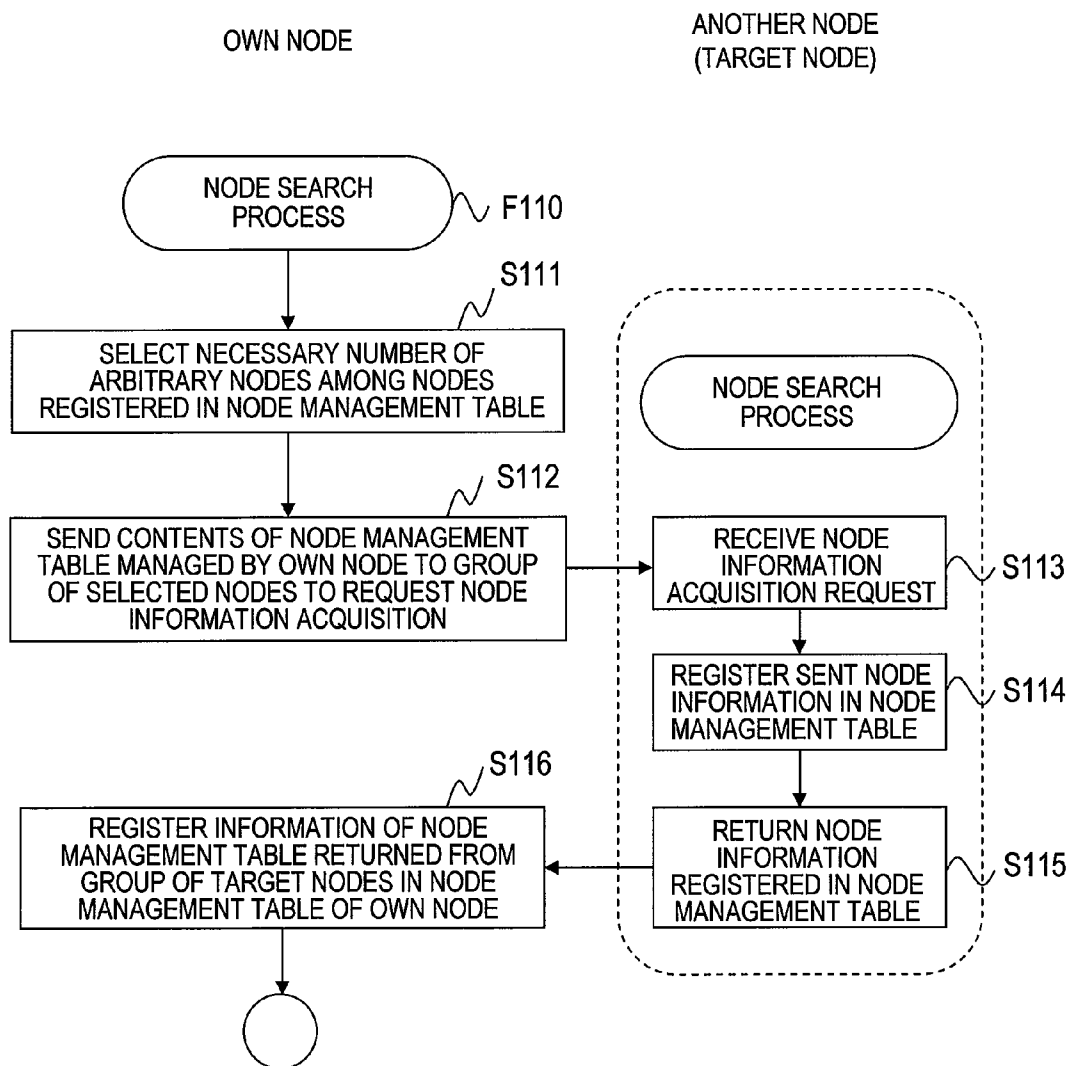 OWN NODE
ANOTHER NODE
(TARGET NODE)
NODE SEARCH
PROCESS
F110
S111
SELECT NECESSARY NUMBER OF
ARBITRARY NODES AMONG NODES
REGISTERED IN NODE MANAGEMENT TABLE
NODE SEARCH
PROCESS
S112
SEND CONTENTS OF NODE MANAGEMENT
TABLE MANAGED BY OWN NODE TO GROUP
OF SELECTED NODES TO REQUEST NODE
INFORMATION ACQUISITION
RECEIVE NODE
INFORMATION
ACQUISITION REQUEST
S113
REGISTER SENT NODE
INFORMATION IN NODE
MANAGEMENT TABLE
S114
RETURN NODE
INFORMATION
REGISTERED IN NODE
MANAGEMENT TABLE
S115
S116
REGISTER INFORMATION OF NODE
MANAGEMENT TABLE RETURNED FROM
GROUP OF TARGET NODES IN NODE
MANAGEMENT TABLE OF OWN NODE